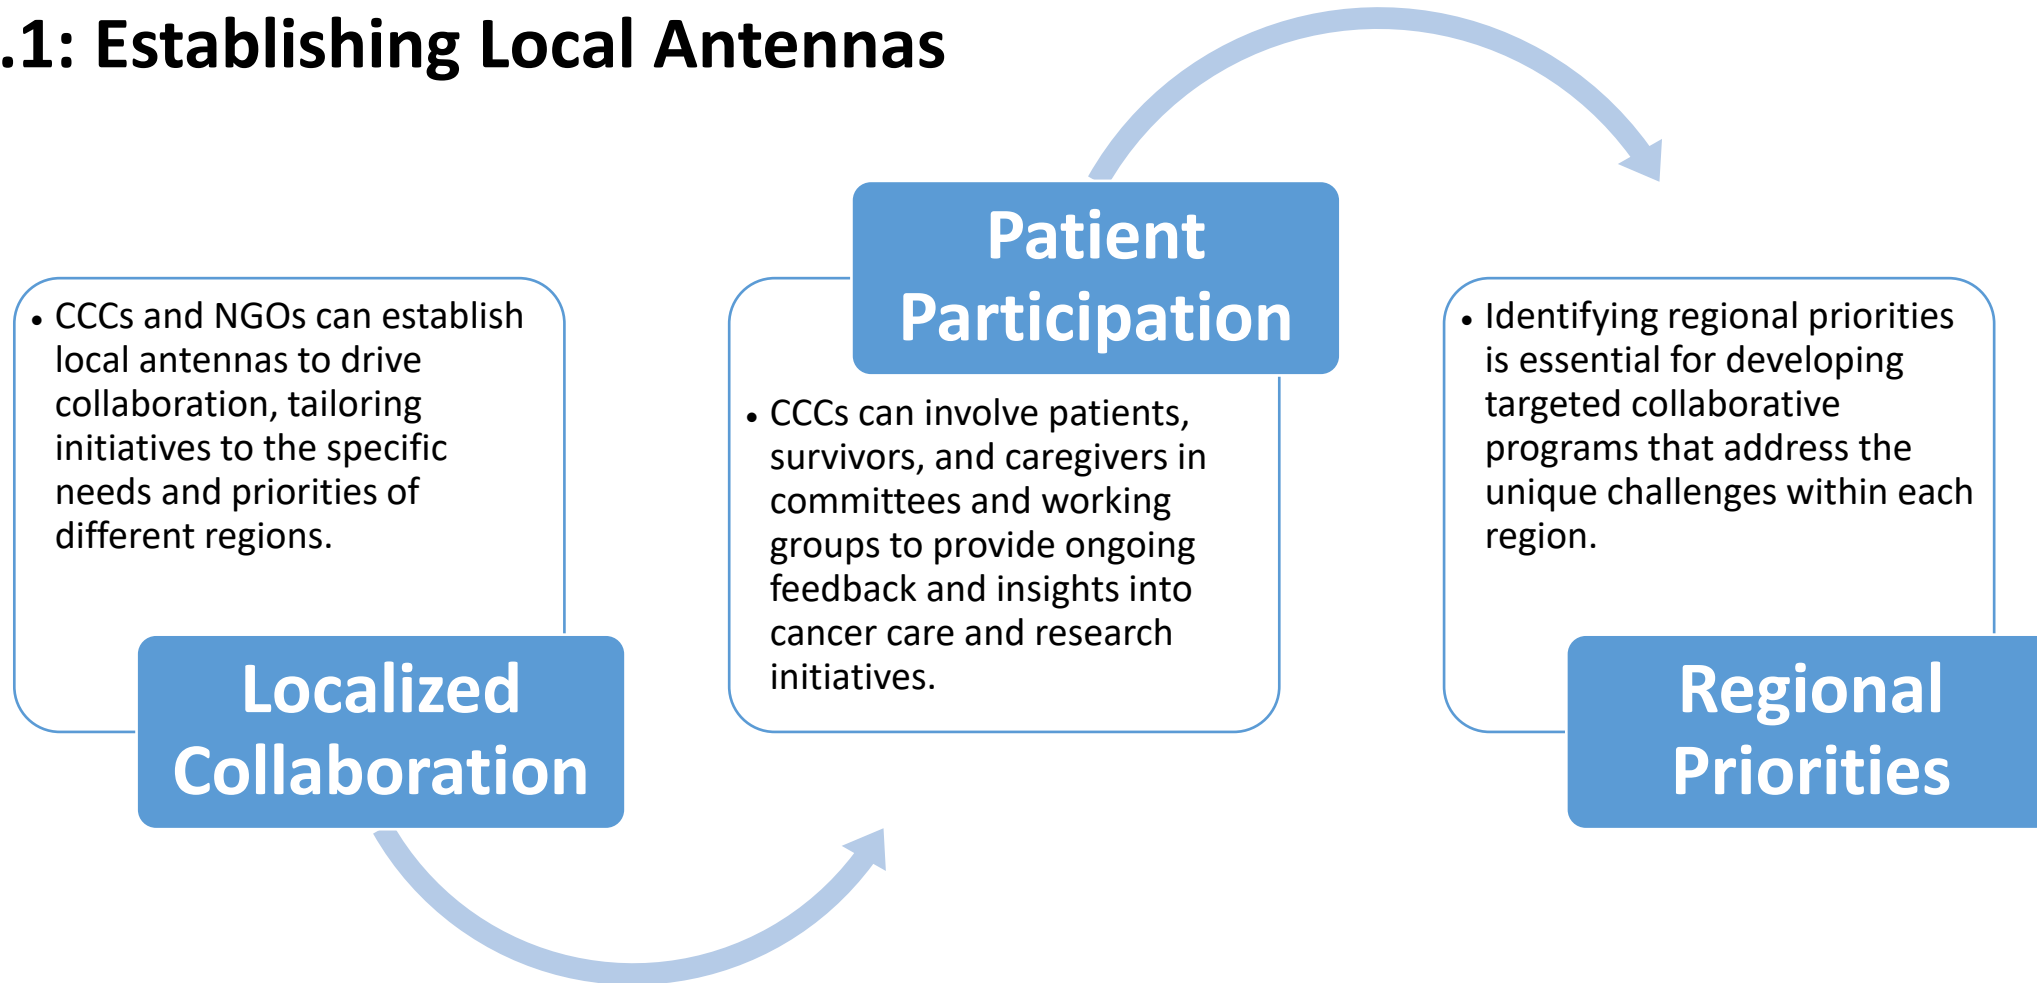 .1: Establishing Local Antennas
• CCCs and NGOs can establish
local antennas to drive
collaboration, tailoring
initiatives to the specific
needs and priorities of
different regions.
Localized
Collaboration
Patient
Participation
• CCCs can involve patients,
survivors, and caregivers in
committees and working
groups to provide ongoing
feedback and insights into
cancer care and research
initiatives.
• Identifying regional priorities
is essential for developing
targeted collaborative
programs that address the
unique challenges within each
region.
Regional
Priorities